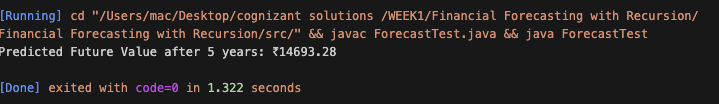 [Running] cd "/Users/mac/Desktop/cognizant solutions /WEEK1/Financial Forecasting with Recursion/
Financial Forecasting with Recursion/src/" && javac ForecastTest.java && java ForecastTest
Predicted Future Value after 5 years: ₹14693.28
[Done] exited with code=0 in 1.322 seconds